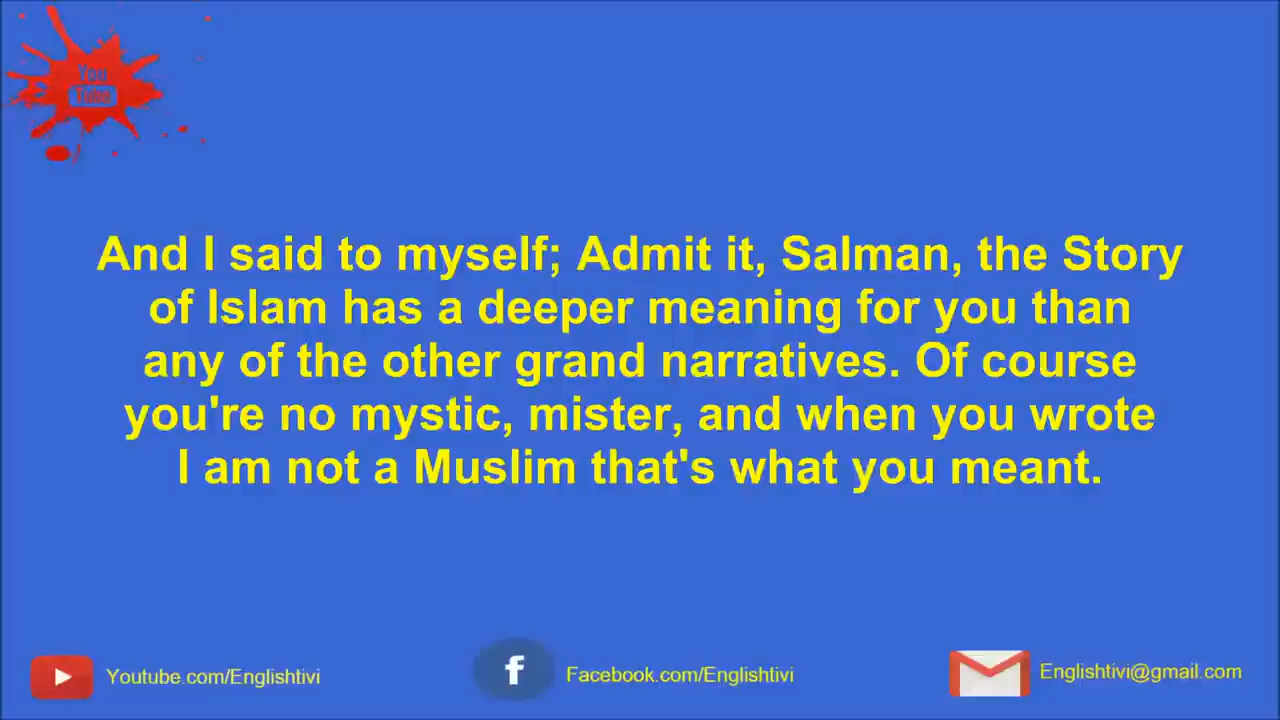 You
Tube
And I said to myself; Admit it, Salman, the Story
of Islam has a deeper meaning for you than
any of the other grand narratives. Of course
you're no mystic, mister, and when you wrote
I am not a Muslim that's what you meant.
Youtube.com/Englishtivi
f
Facebook.com/Englishtivi
Englishtivi@gmail.com